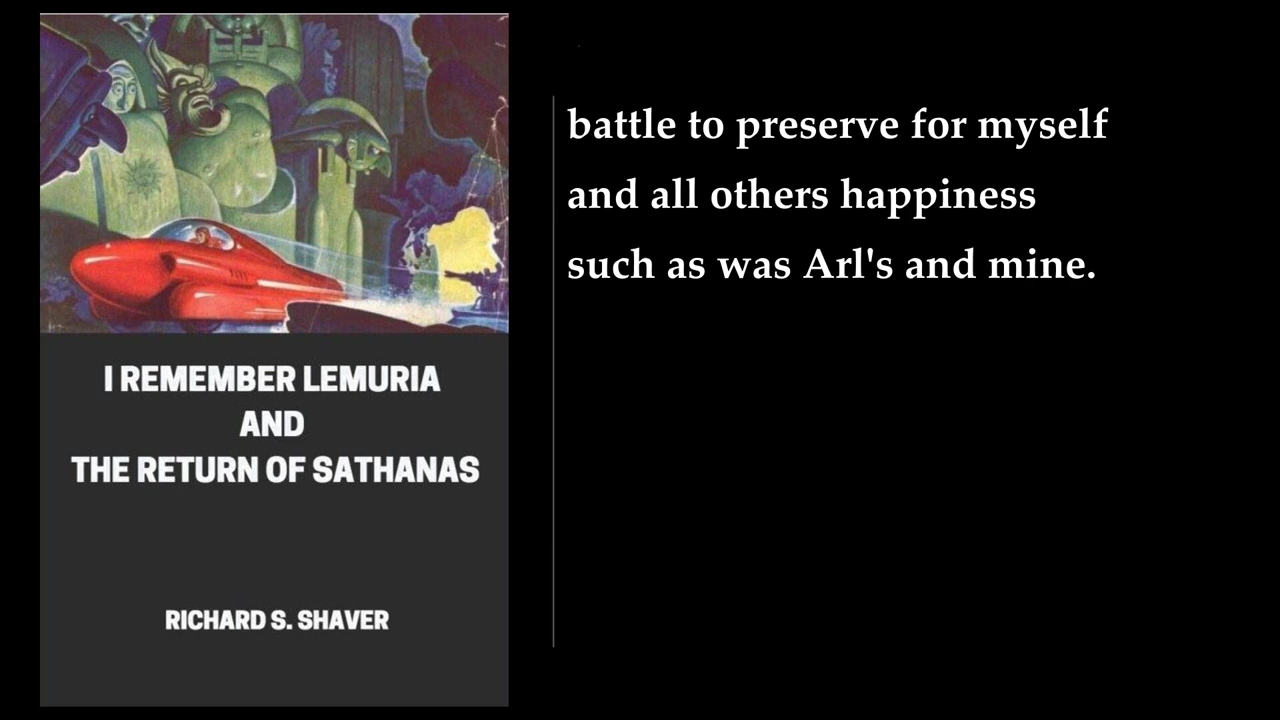 I REMEMBER LEMURIA
AND
THE RETURN OF SATHANAS
RICHARD S. SHAVER
battle to preserve for myself
and all others happiness
such as was Arl's and mine.